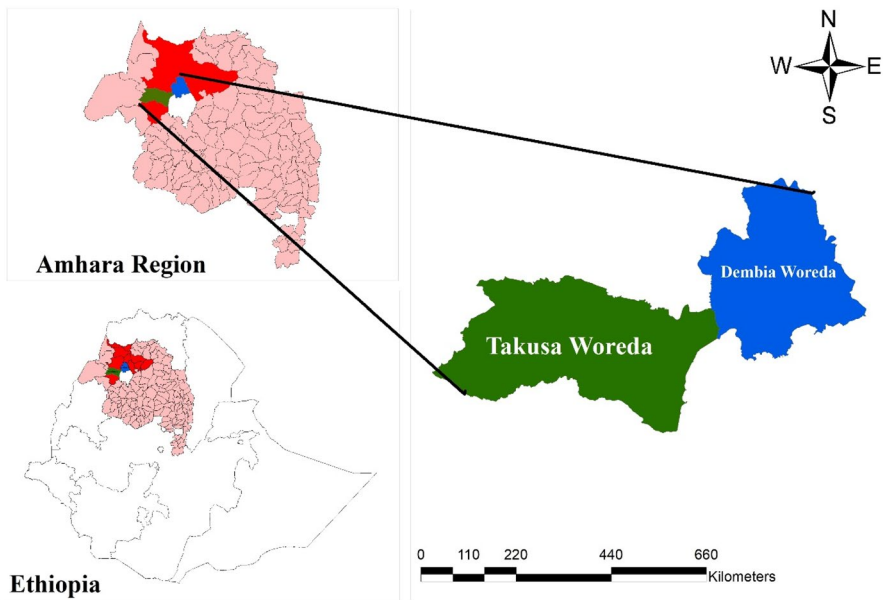 Amhara Region
Ethiopia
N
W E
S
Dembia Woreda
Takusa Woreda
0 110 220 440 660
Kilometers